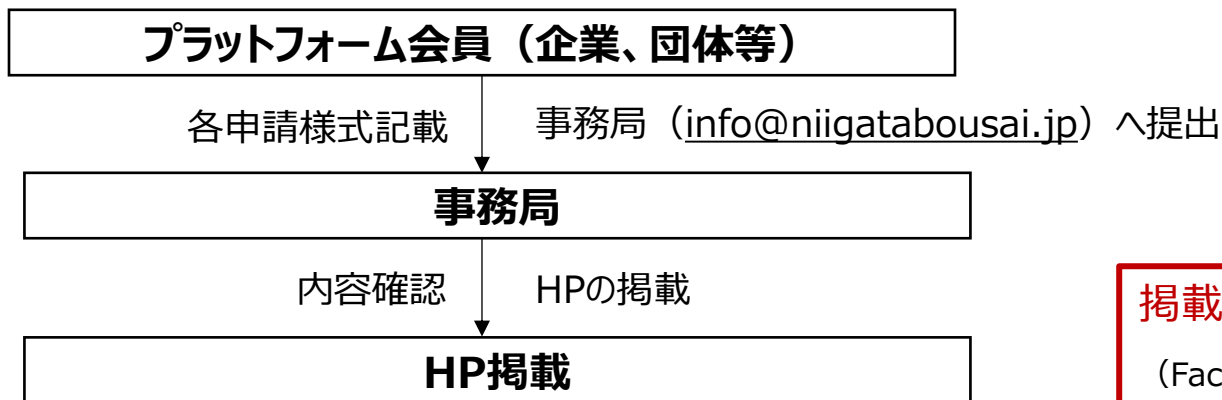 プラットフォーム会員（企業、団体等）
各申請様式記載 事務局（info@niigatabousai.jp）へ提出
事務局
内容確認 HPの掲載
掲載
HP掲載
（Fac